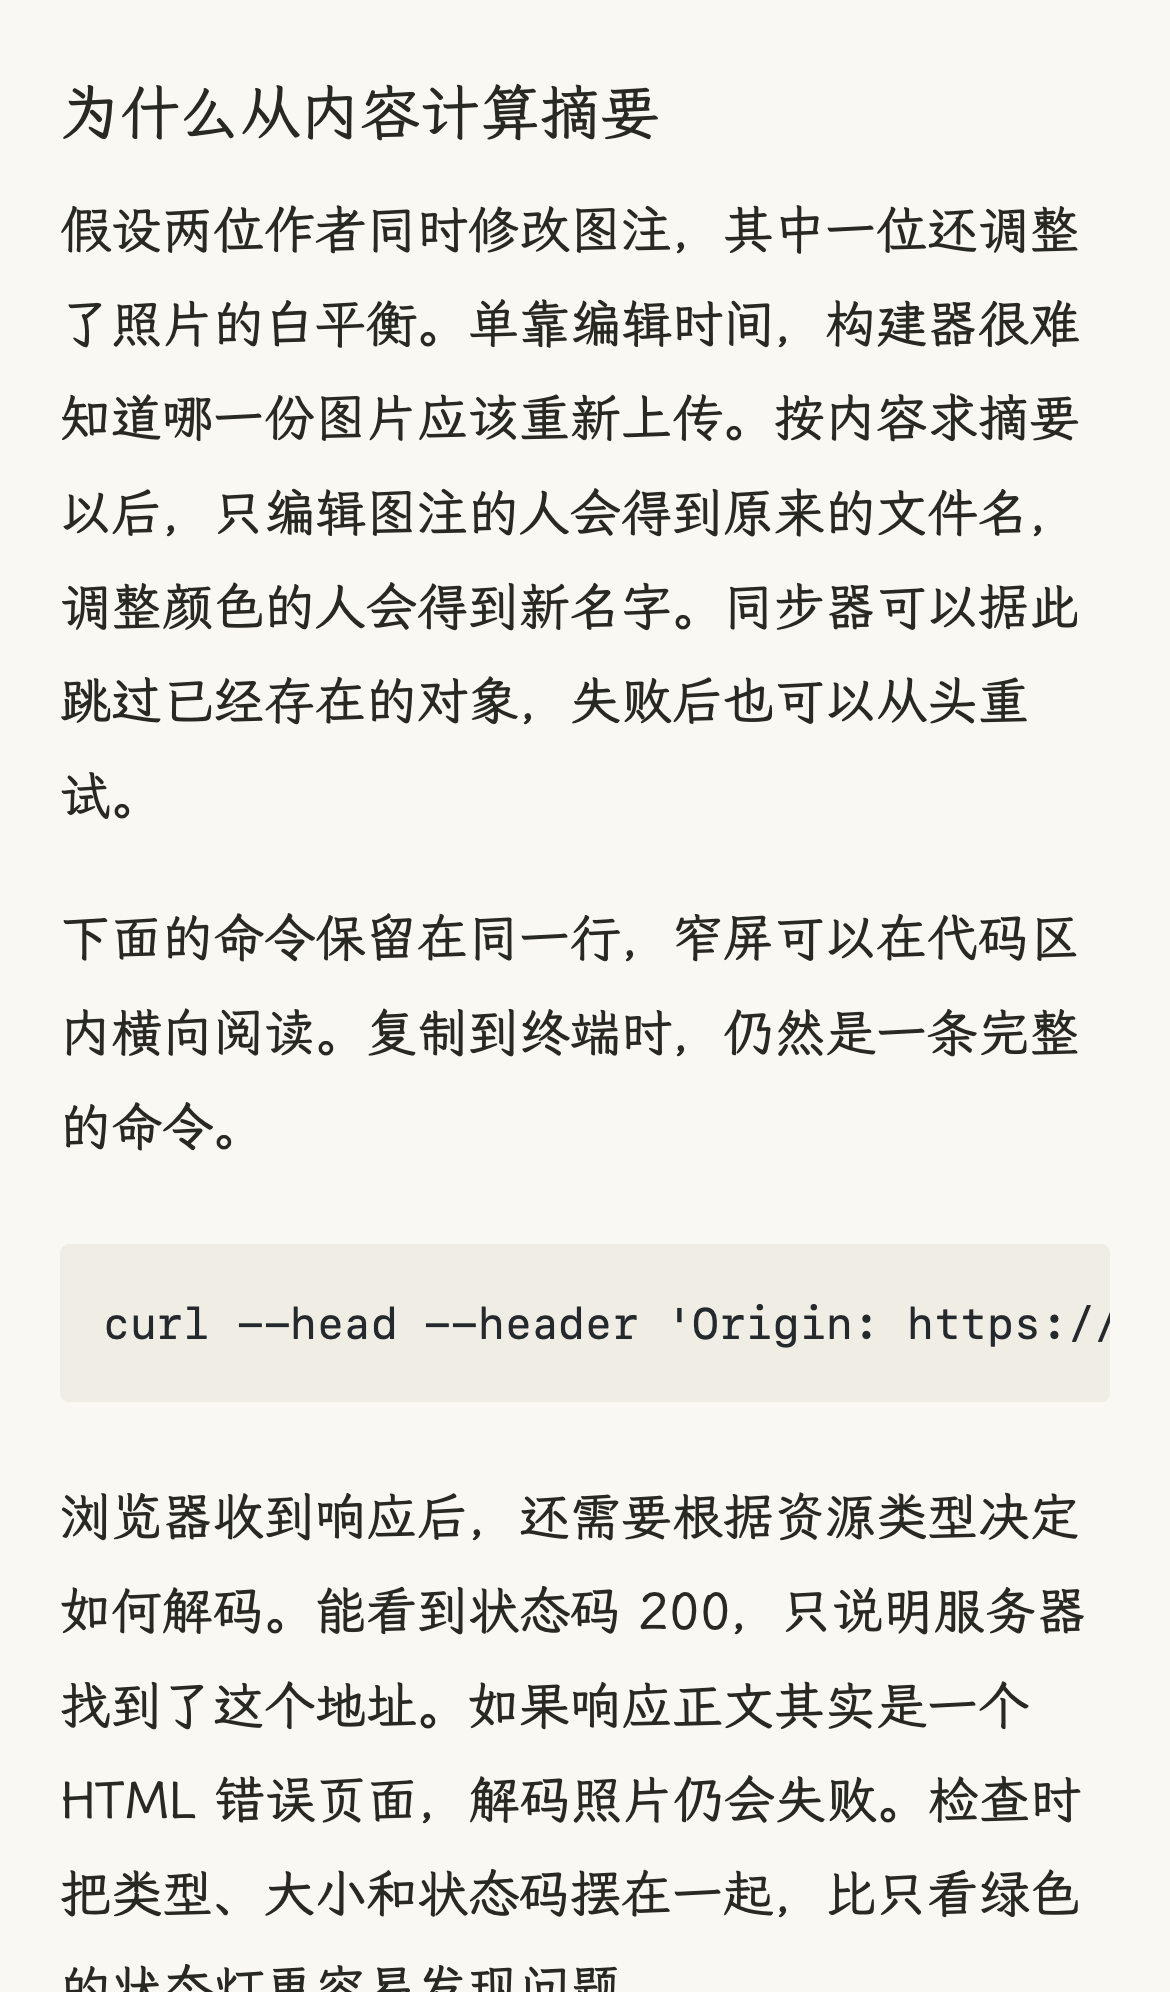 为什么从内容计算摘要
假设两位作者同时修改图注，其中一位还调整
了照片的白平衡。单靠编辑时间，构建器很难
知道哪一份图片应该重新上传。按内容求摘要
以后，只编辑图注的人会得到原来的文件名，
调整颜色的人会得到新名字。同步器可以据此
跳过已经存在的对象，失败后也可以从头重
试。
下面的命令保留在同一行，窄屏可以在代码区
内横向阅读。复制到终端时，仍然是一条完整
的命令。
curl --head --header 'Origin: https://
浏览器收到响应后，还需要根据资源类型决定
如何解码。能看到状态码 200，只说明服务器
找到了这个地址。如果响应正文其实是一个
HTML 错误页面，解码照片仍会失败。检查时
把类型、大小和状态码摆在一起，比只看绿色
的状态灯更容易发现问题